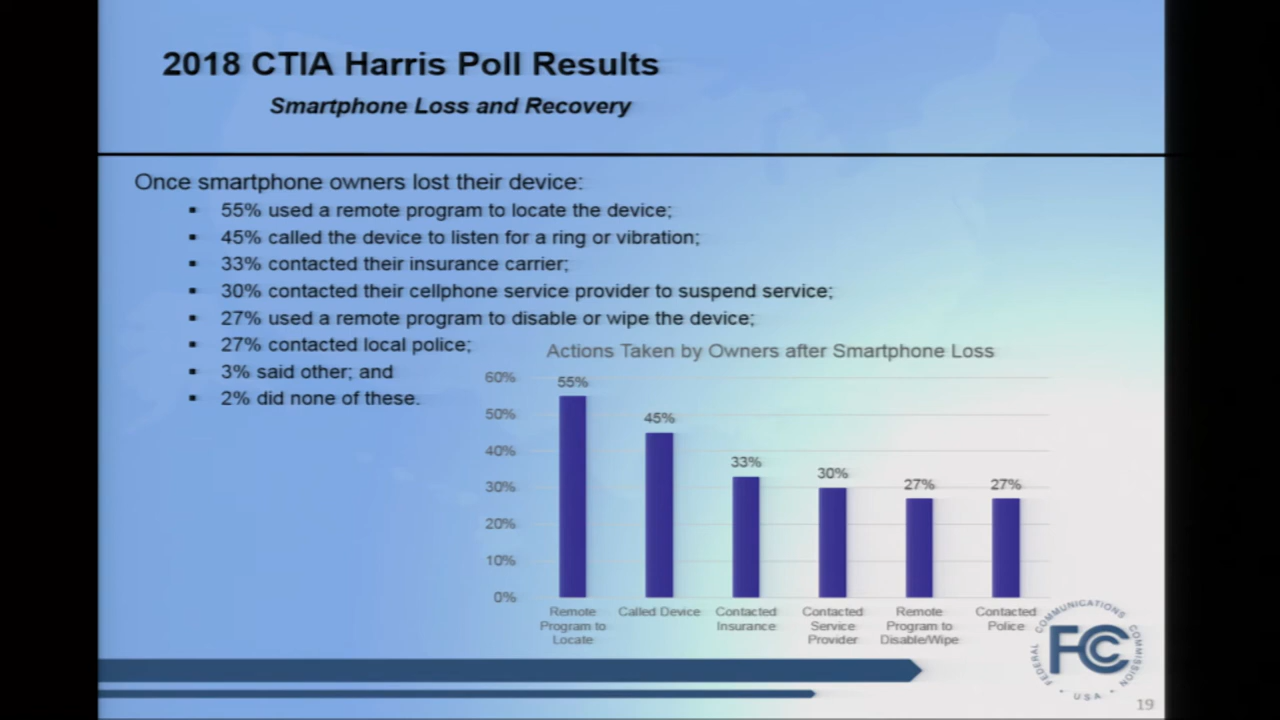 2018 CTIA Harris Poll Results
Smartphone Loss and Recovery
Once smartphone owners lost their device:
▪ 55% used a remote program to locate the device;
▪ 45% called the device to listen for a ring or vibration;
▪ 33% contacted their insurance carrier;
▪ 30% contacted their cellphone service provider to suspend service;
▪ 27% used a remote program to disable or wipe the device;
▪ 27% contacted local police;
▪ 3% said other; and
▪ 2% did none of these.
Actions Taken by Owners after Smartphone Loss
60%
50%
40%
30%
20%
10%
0%
55%
45%
33%
30%
27%
27%
Remote
Program to
Locate
Called Device
Contacted
Insurance
Contacted
Service
Provider
Remote
Program to
Disable/Wipe
Contacted
Police
FEDERAL COMMUNICATIONS COMMISSION
FCC
• USA •
19